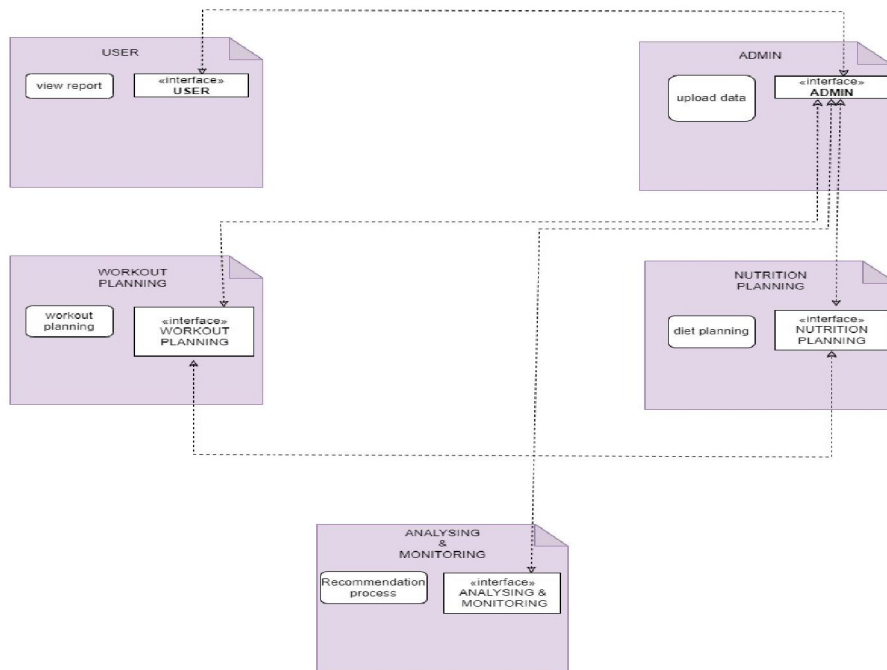 USER
view report
«interface»
USER
ADMIN
upload data
«interface»
ADMIN
WORKOUT
PLANNING
workout
planning
«interface»
WORKOUT
PLANNING
NUTRITION
PLANNING
diet planning
«interface»
NUTRITION
PLANNING
ANALYSING
&
MONITORING
Recommendation
process
«interface»
ANALYSING &
MONITORING